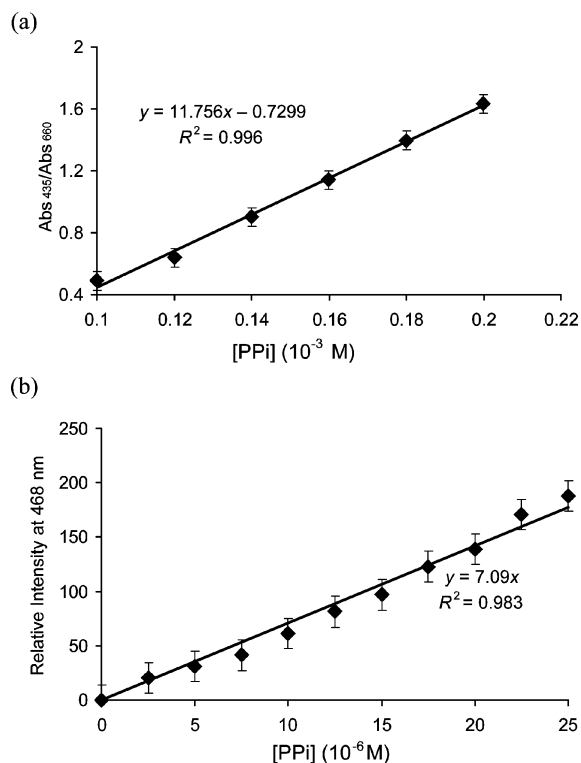 (a)
2
1.6
1.2
0.8
0.4
Abs 435/Abs 660
y = 11.756x – 0.7299
R² = 0.996
0.1 0.12 0.14 0.16 0.18 0.2 0.22
[PPi] (10⁻³ M)
(b)
250
200
150
100
50
0
Relative Intensity at 468 nm
y = 7.09x
R² = 0.983
0 5 10 15 20 25
[PPi] (10⁻⁶M)